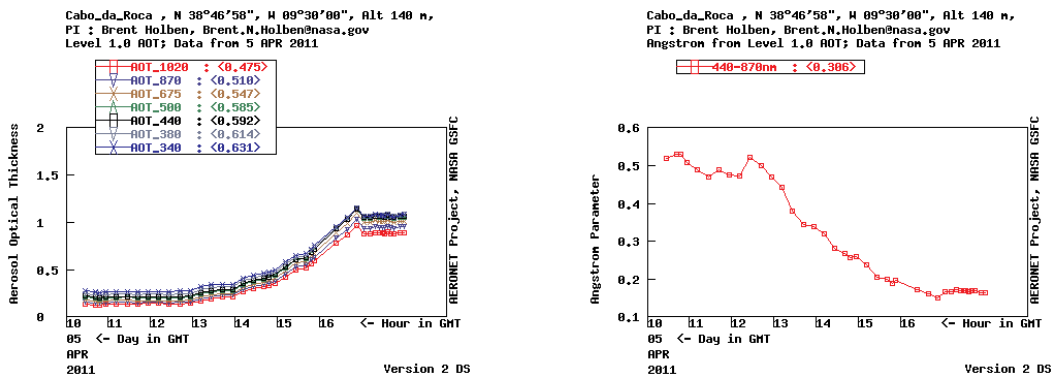 Cabo_da_Roca , N 38°46'58", W 09°30'00", Alt 140 m,
PI : Brent Holben, Brent.N.Holben@nasa.gov
Level 1.0 AOT; Data from 5 APR 2011
AOT_1020 : <0.475>
AOT_870 : <0.510>
AOT_675 : <0.547>
AOT_500 : <0.585>
AOT_440 : <0.592>
AOT_380 : <0.614>
AOT_340 : <0.631>
Aerosol Optical Thickness
2
1.5
1
0.5
0
10 11 12 13 14 15 16 <- Hour in GMT
05 <- Day in GMT
APR
2011
Version 2 DS
AERONET Project, NASA GSFC
Cabo_da_Roca , N 38°46'58", W 09°30'00", Alt 140 m,
PI : Brent Holben, Brent.N.Holben@nasa.gov
Angstrom from Level 1.0 AOT; Data from 5 APR 2011
440-870nm : <0.306>
Angstrom Parameter
0.6
0.5
0.4
0.3
0.2
0.1
10 11 12 13 14 15 16 <- Hour in GMT
05 <- Day in GMT
APR
2011
Version 2 DS
AERONET Project, NASA GSFC